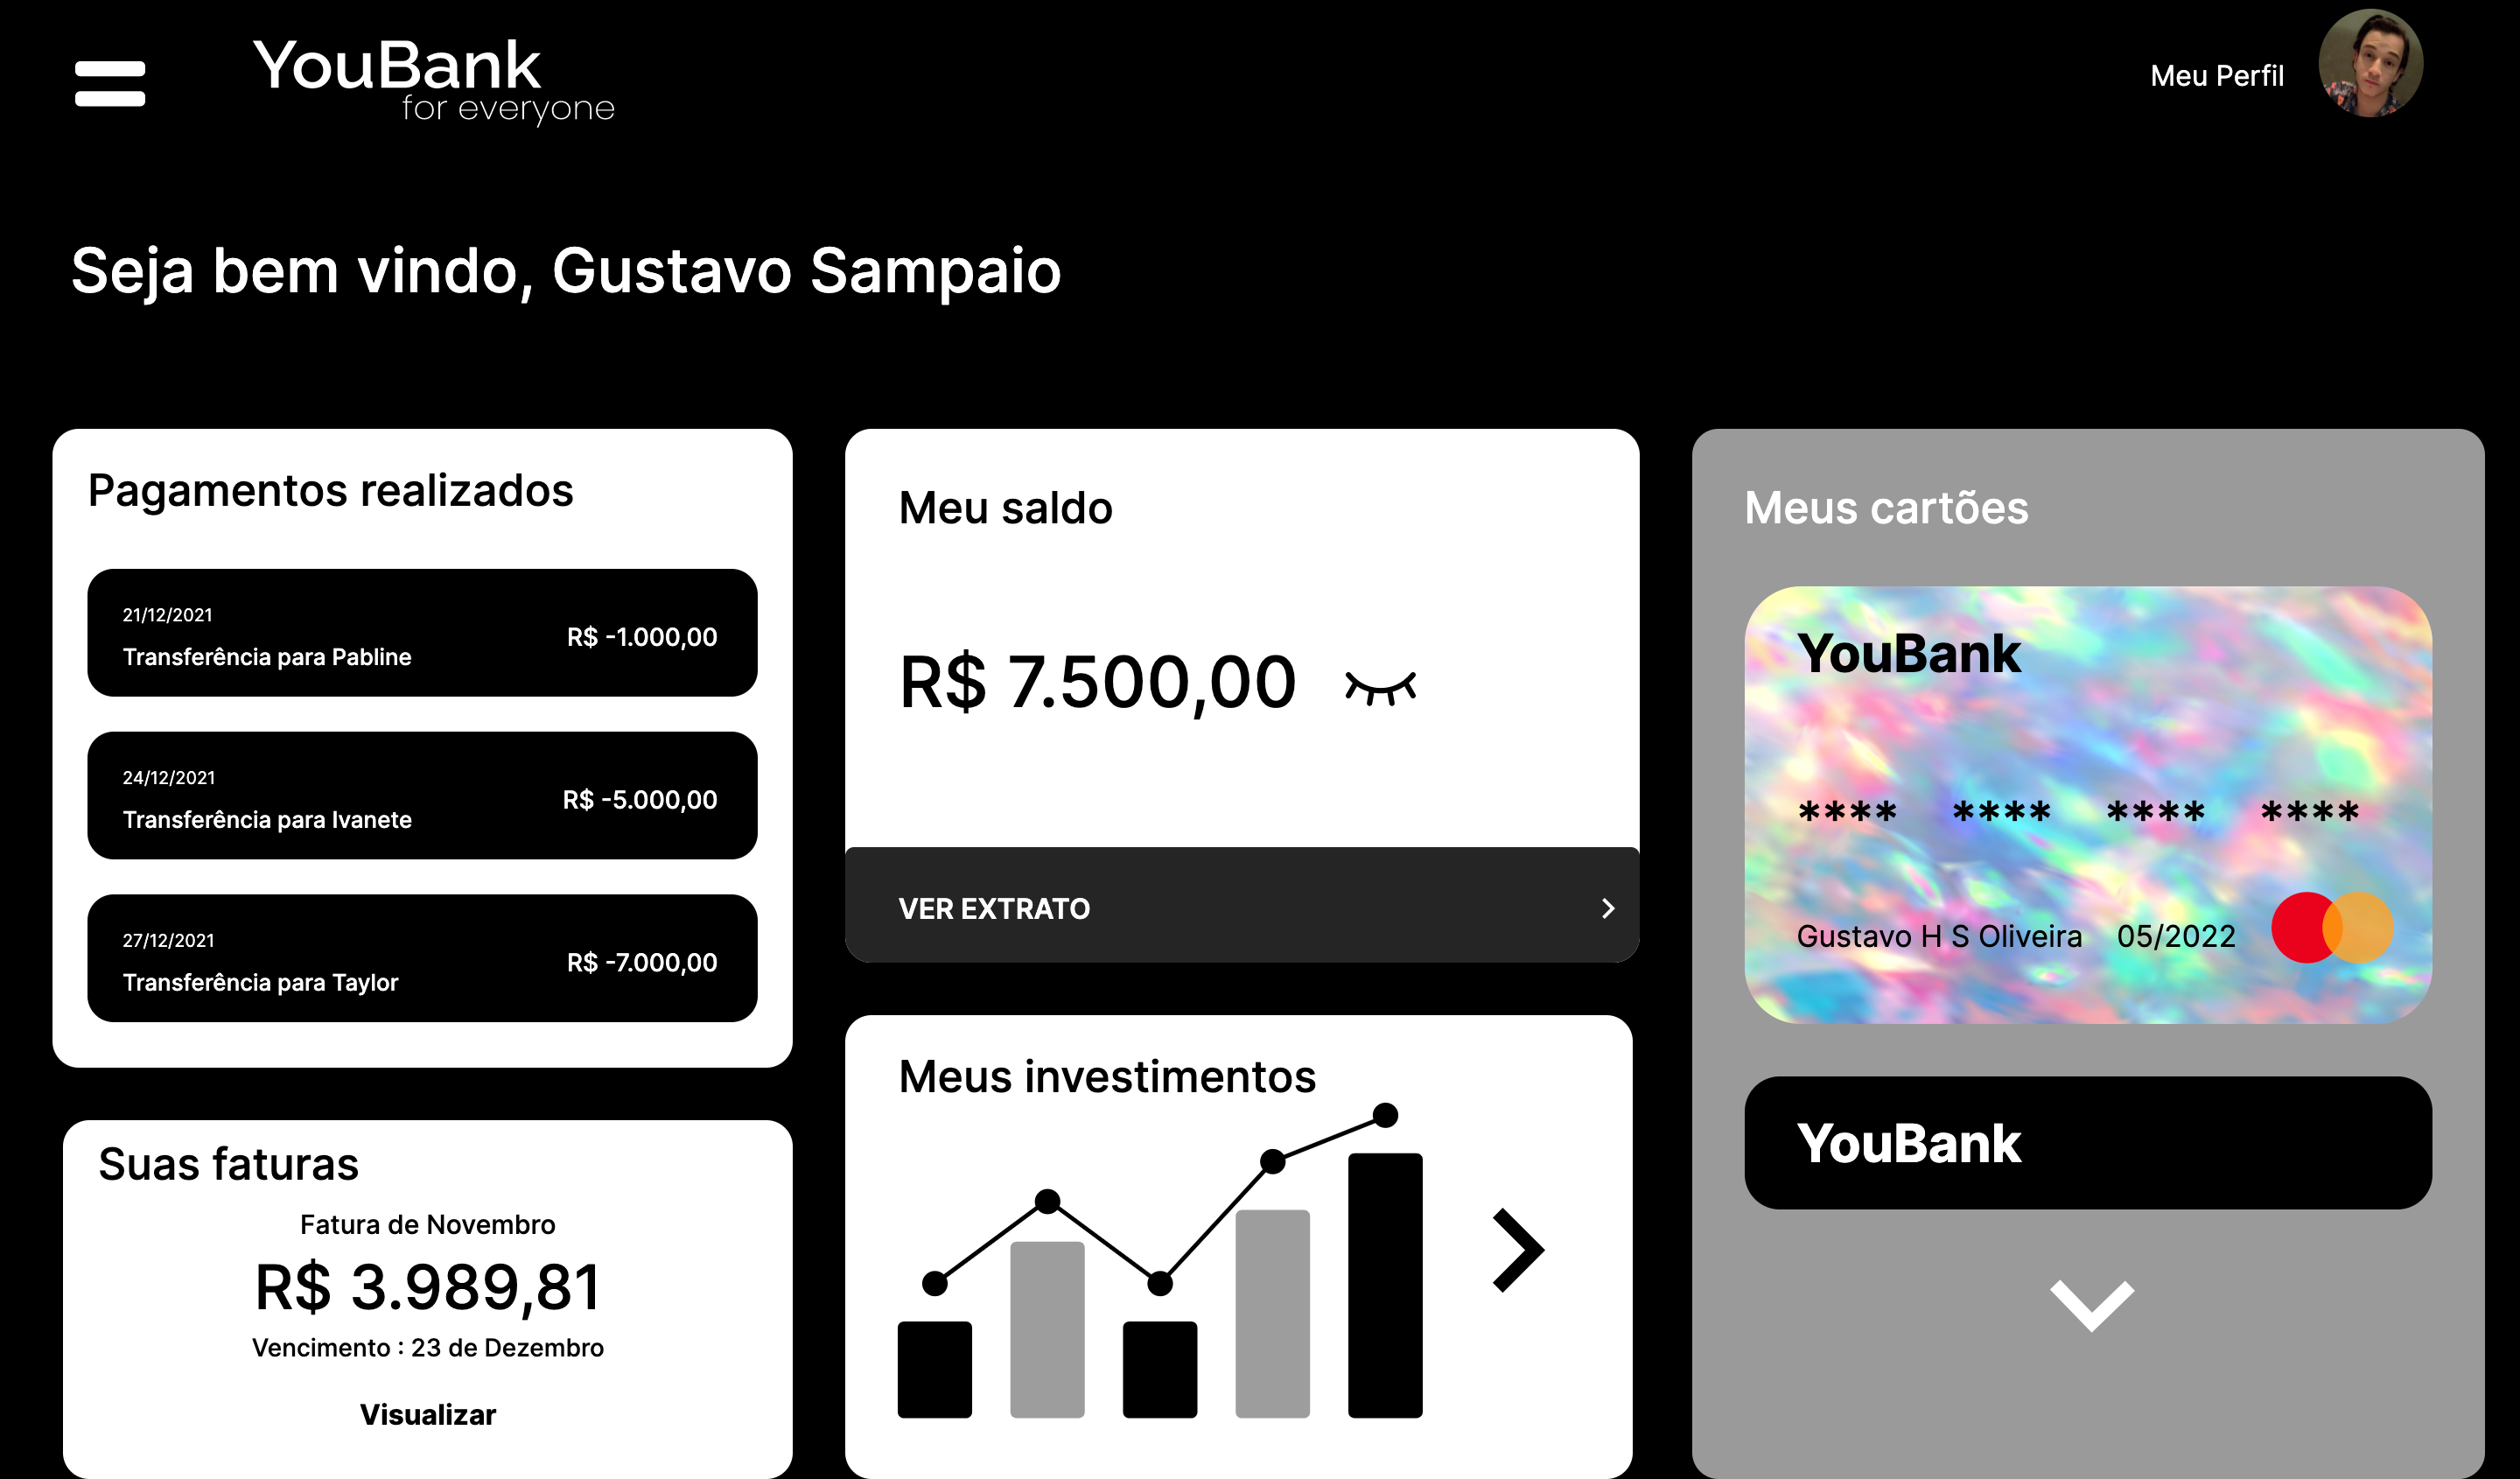 YouBank
for everyone
Meu Perfil
Seja bem vindo, Gustavo Sampaio
Pagamentos realizados
21/12/2021
Transferência para Pabline
R$ -1.000,00
24/12/2021
Transferência para Ivanete
R$ -5.000,00
27/12/2021
Transferência para Taylor
R$ -7.000,00
Suas faturas
Fatura de Novembro
R$ 3.989,81
Vencimento : 23 de Dezembro
Visualizar
Meu saldo
R$ 7.500,00
VER EXTRATO
Meus investimentos
Meus cartões
YouBank
**** **** **** ****
Gustavo H S Oliveira 05/2022
YouBank